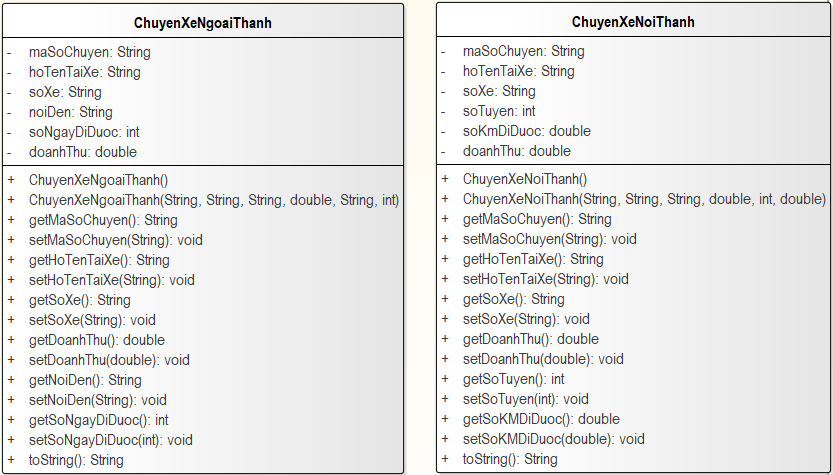 ChuyenXeNgoaiThanh
- maSoChuyen: String
- hoTenTaiXe: String
- soXe: String
- noiDen: String
- soNgayDiDuoc: int
- doanhThu: double
+ ChuyenXeNgoaiThanh()
+ ChuyenXeNgoaiThanh(String, String, String, double, String, int)
+ getMaSoChuyen(): String
+ setMaSoChuyen(String): void
+ getHoTenTaiXe(): String
+ setHoTenTaiXe(String): void
+ getSoXe(): String
+ setSoXe(String): void
+ getDoanhThu(): double
+ setDoanhThu(double): void
+ getNoiDen(): String
+ setNoiDen(String): void
+ getSoNgayDiDuoc(): int
+ setSoNgayDiDuoc(int): void
+ toString(): String
ChuyenXeNoiThanh
- maSoChuyen: String
- hoTenTaiXe: String
- soXe: String
- soTuyen: int
- soKmDiDuoc: double
- doanhThu: double
+ ChuyenXeNoiThanh()
+ ChuyenXeNoiThanh(String, String, String, double, int, double)
+ getMaSoChuyen(): String
+ setMaSoChuyen(String): void
+ getHoTenTaiXe(): String
+ setHoTenTaiXe(String): void
+ getSoXe(): String
+ setSoXe(String): void
+ getDoanhThu(): double
+ setDoanhThu(double): void
+ getSoTuyen(): int
+ setSoTuyen(int): void
+ getSoKMDiDuoc(): double
+ setSoKMDiDuoc(double): void
+ toString(): String